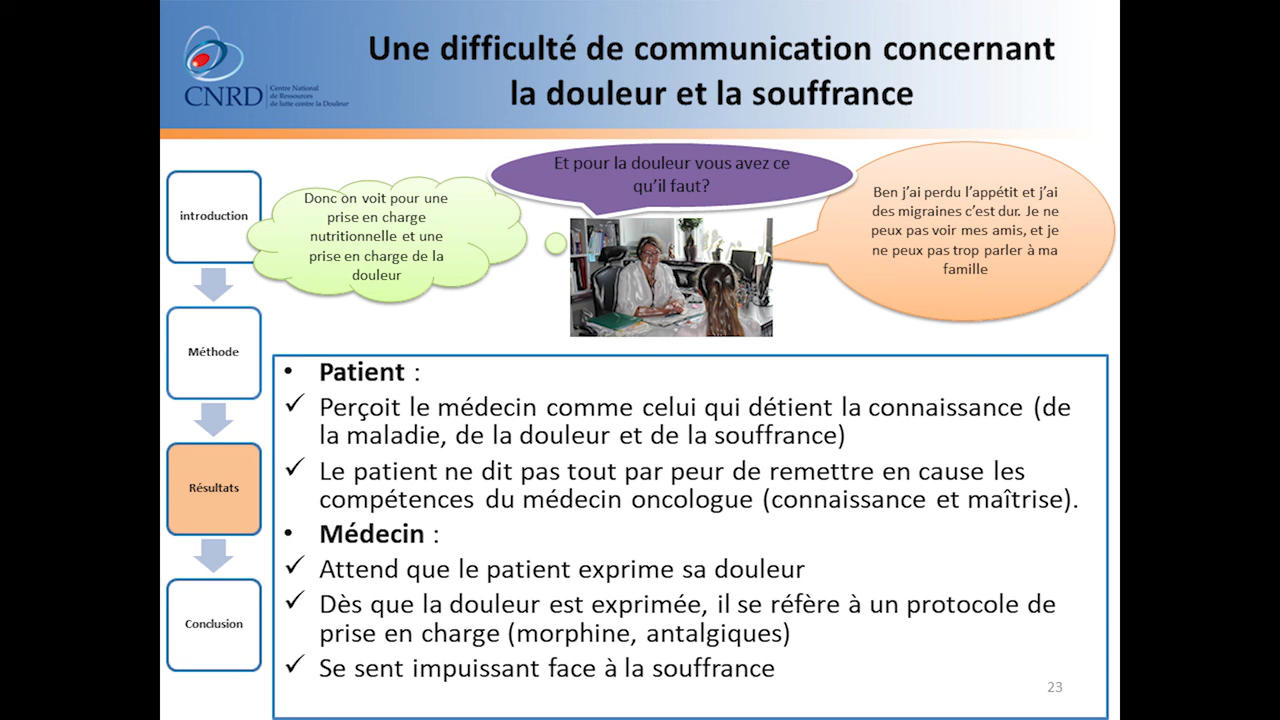 Une difficulté de communication concernant
la douleur et la souffrance
CNRD
Centre National
de Ressources
de lutte contre la Douleur
introduction
Méthode
Résultats
Conclusion
Donc on voit pour une
prise en charge
nutritionnelle et une
prise en charge de la
douleur
Et pour la douleur vous avez ce
qu'il faut?
Ben j'ai perdu l'appétit et j'ai
des migraines c'est dur. Je ne
peux pas voir mes amis, et je
ne peux pas trop parler à ma
famille
• Patient :
✓ Perçoit le médecin comme celui qui détient la connaissance (de
la maladie, de la douleur et de la souffrance)
✓ Le patient ne dit pas tout par peur de remettre en cause les
compétences du médecin oncologue (connaissance et maîtrise).
• Médecin :
✓ Attend que le patient exprime sa douleur
✓ Dès que la douleur est exprimée, il se réfère à un protocole de
prise en charge (morphine, antalgiques)
✓ Se sent impuissant face à la souffrance
23